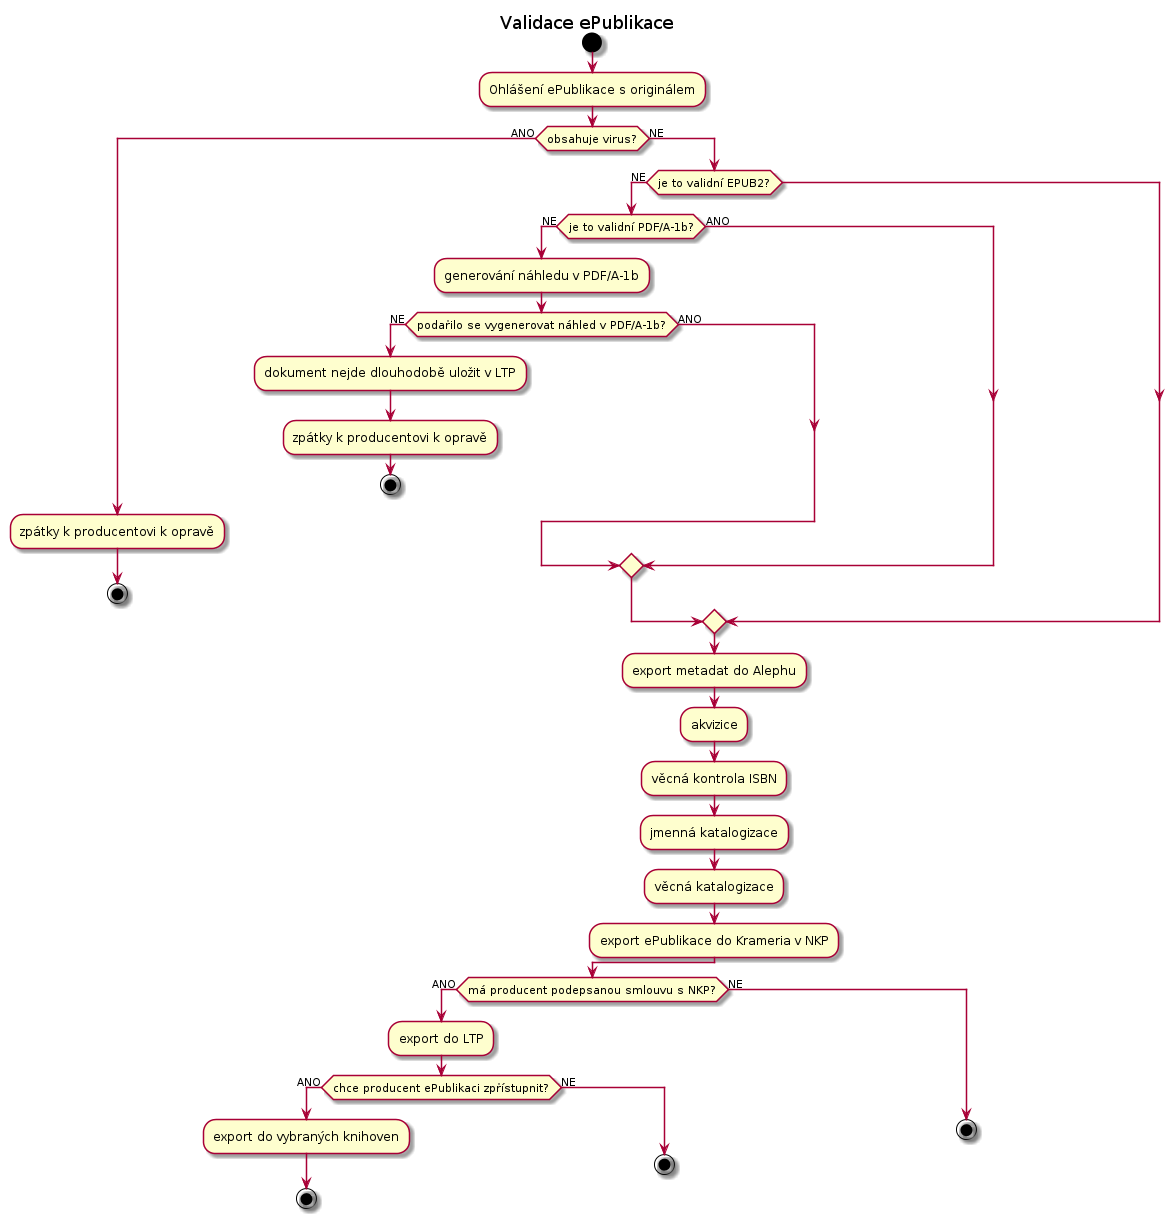 Validace ePublikace
Ohlášení ePublikace s originálem
ANO
obsahuje virus?
NE
NE
je to validní EPUB2?
NE
je to validní PDF/A-1b?
ANO
generování náhledu v PDF/A-1b
NE
podařilo se vygenerovat náhled v PDF/A-1b?
ANO
dokument nejde dlouhodobě uložit v LTP
zpátky k producentovi k opravě
zpátky k producentovi k opravě
export metadat do Alephu
akvizice
věcná kontrola ISBN
jmenná katalogizace
věcná katalogizace
export ePublikace do Krameria v NKP
ANO
má producent podepsanou smlouvu s NKP?
NE
export do LTP
ANO
chce producent ePublikaci zpřístupnit?
NE
export do vybraných knihoven